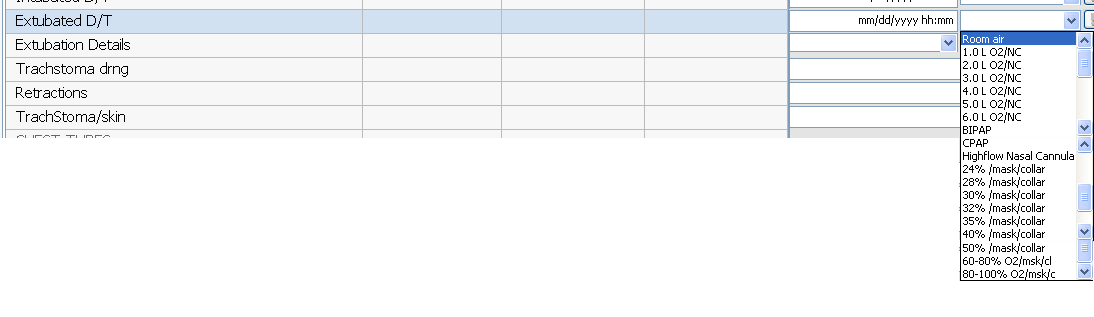 Extubated D/T
mm/dd/yyyy hh:mm
Extubation Details
Trachstoma drng
Retractions
TrachStoma/skin
Room air
1.0 L O2/NC
2.0 L O2/NC
3.0 L O2/NC
4.0 L O2/NC
5.0 L O2/NC
6.0 L O2/NC
BIPAP
CPAP
Highflow Nasal Cannula
24% /mask/collar
28% /mask/collar
30% /mask/collar
32% /mask/collar
35% /mask/collar
40% /mask/collar
50% /mask/collar
60-80% O2/msk/cl
80-100% O2/msk/c